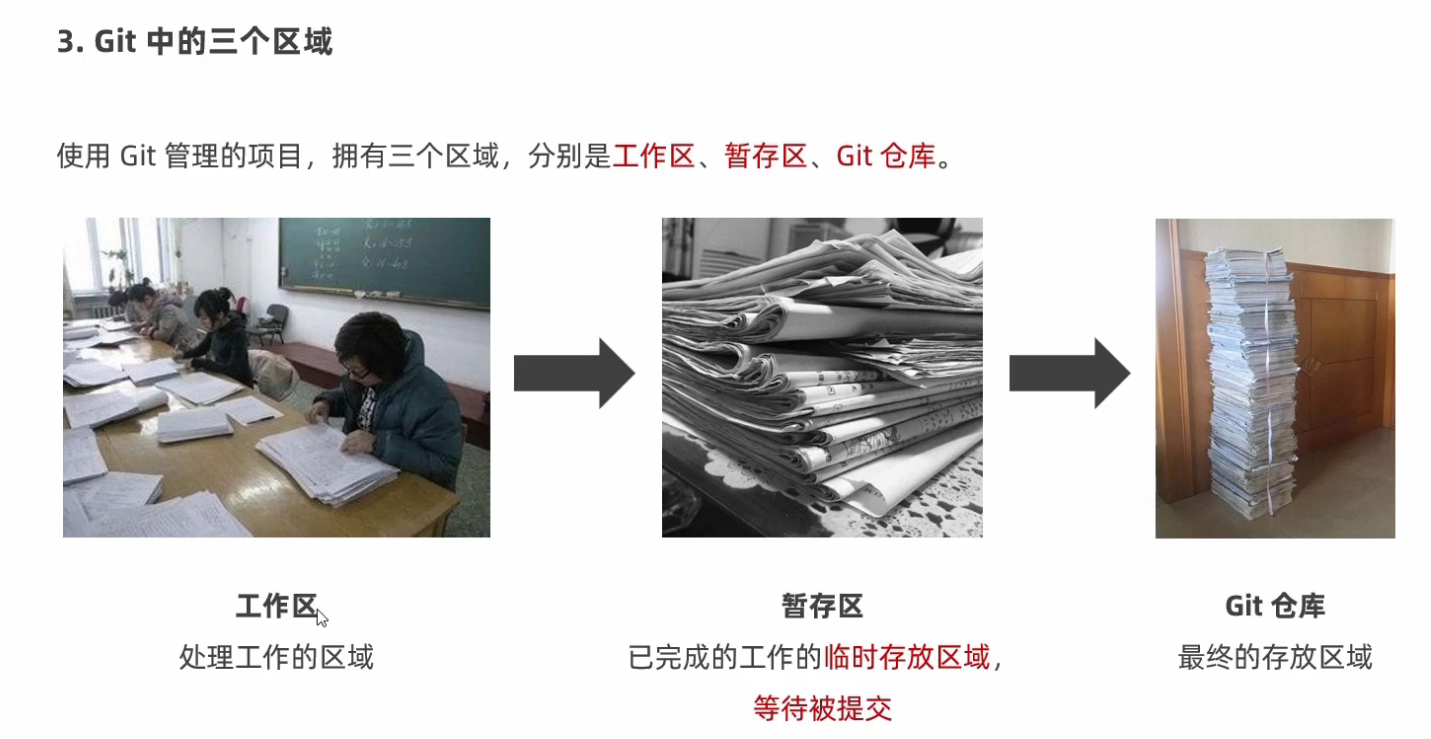 3. Git 中的三个区域
使用 Git 管理的项目，拥有三个区域，分别是工作区、暂存区、Git 仓库。
工作区
处理工作的区域
暂存区
已完成的工作的临时存放区域，
等待被提交
Git 仓库
最终的存放区域